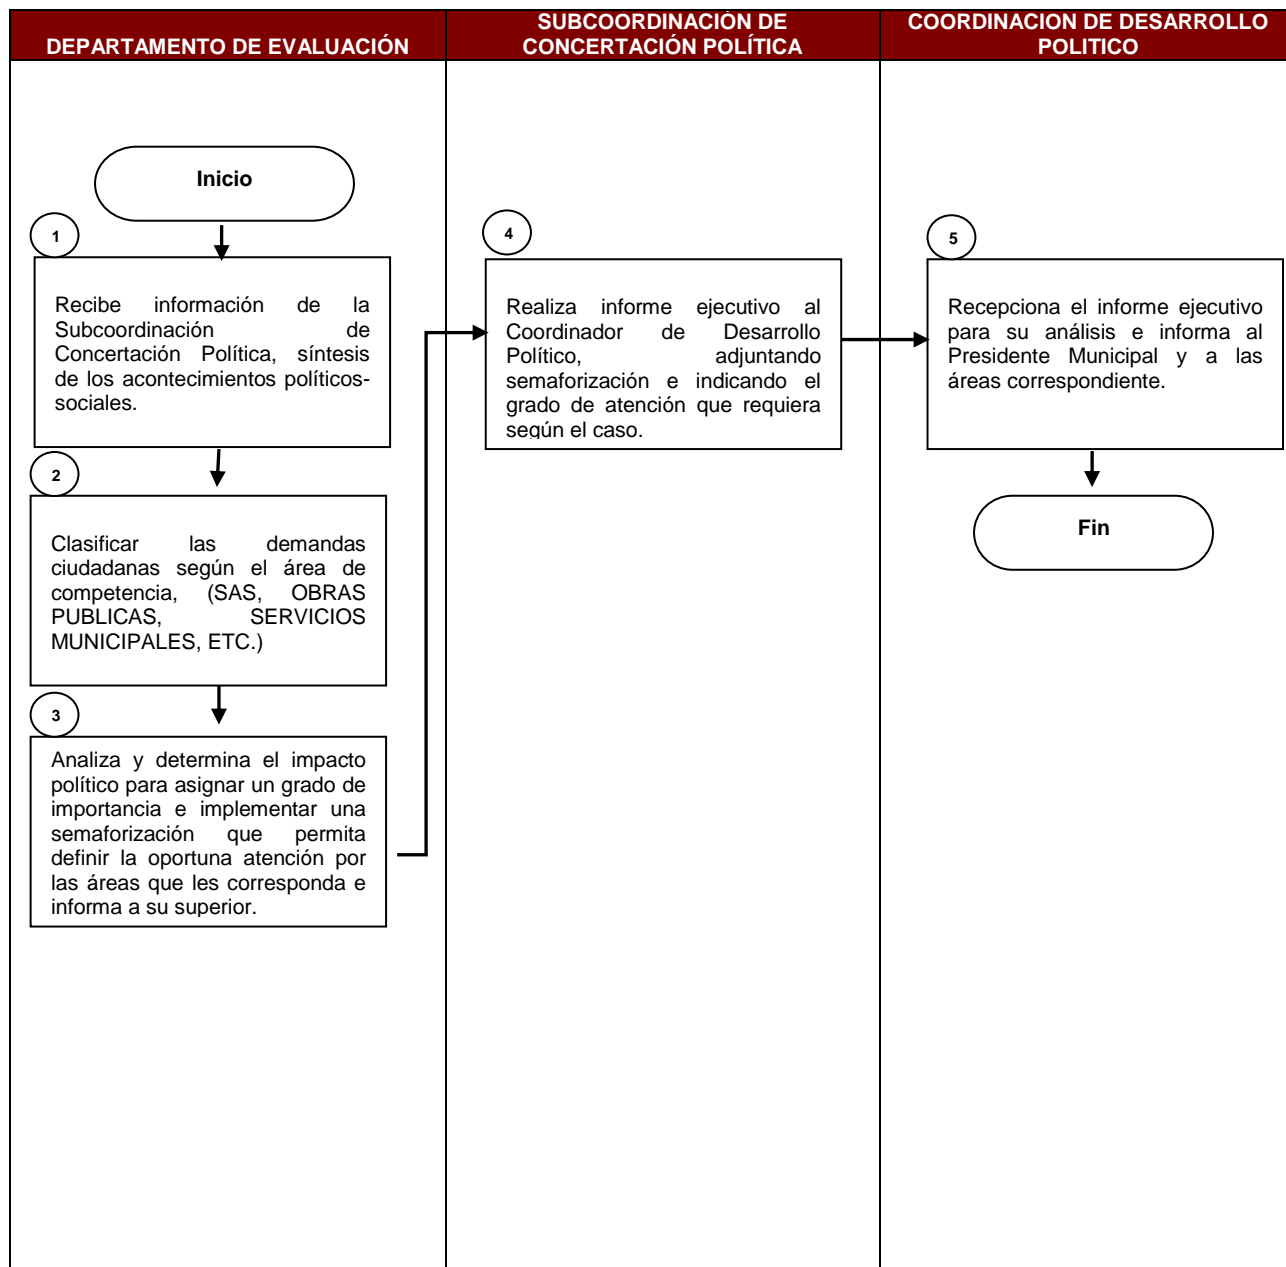 DEPARTAMENTO DE EVALUACIÓN
SUBCOORDINACIÓN DE
CONCERTACIÓN POLÍTICA
COORDINACION DE DESARROLLO
POLITICO
Inicio
1
Recibe información de la
Subcoordinación de
Concertación Política, síntesis
de los acontecimientos políticos-
sociales.
2
Clasificar las demandas
ciudadanas según el área de
competencia, (SAS, OBRAS
PUBLICAS, SERVICIOS
MUNICIPALES, ETC.)
3
Analiza y determina el impacto
político para asignar un grado de
importancia e implementar una
semaforización que permita
definir la oportuna atención por
las áreas que les corresponda e
informa a su superior.
4
Realiza informe ejecutivo al
Coordinador de Desarrollo
Político, adjuntando
semaforización e indicando el
grado de atención que requiera
según el caso.
5
Recepciona el informe ejecutivo
para su análisis e informa al
Presidente Municipal y a las
áreas correspondiente.
Fin